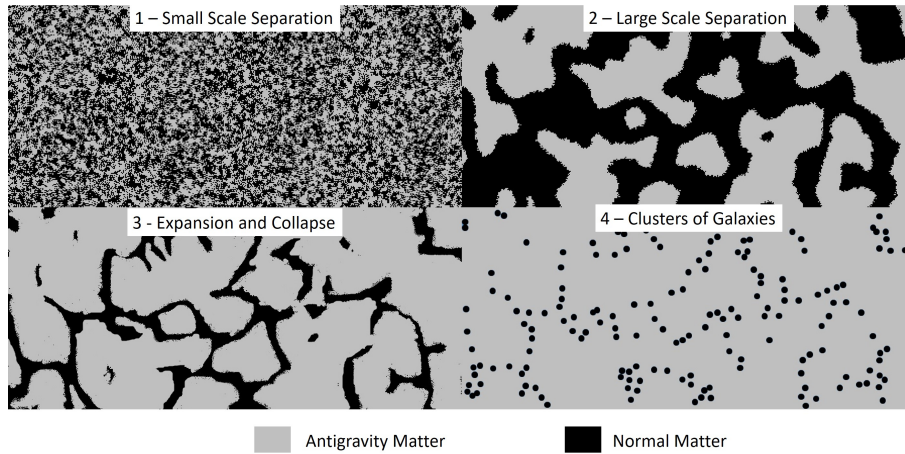 1 – Small Scale Separation
2 – Large Scale Separation
3 - Expansion and Collapse
4 – Clusters of Galaxies
Antigravity Matter
Normal Matter